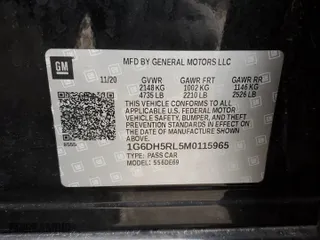 GM
MFD BY GENERAL MOTORS LLC
11/20 GVWR GAWR FRT GAWR RR
2148 KG 1002 KG 1146 KG
4735 LB 2210 LB 2526 LB
THIS VEHICLE CONFORMS TO ALL
APPLICABLE U.S. FEDERAL MOTOR
VEHICLE SAFETY, BUMPER, AND
THEFT PREVENTION STANDARDS
IN EFFECT ON THE DATE OF
MANUFACTURE SHOWN ABOVE.
1G6DH5RL5M0115965
TYPE: PASS CAR
MODEL: S56DE69